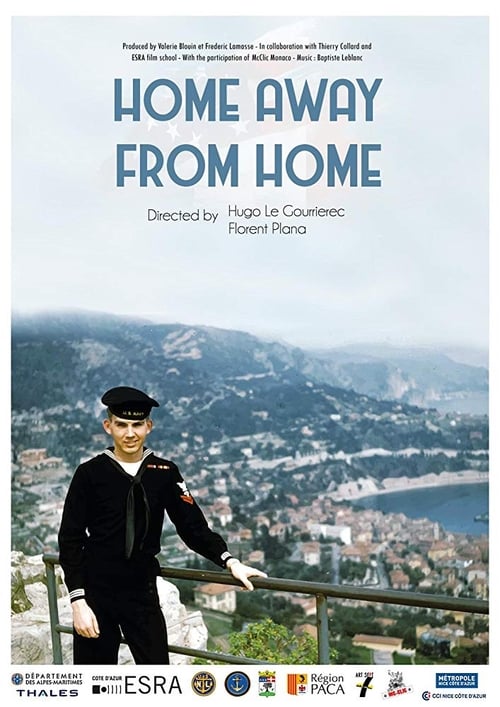 Produced by Valerie Blouin et Frederic Lamasse - In collaboration with Thierry Collard and
ESRA film school - With the participation of McClic Monaco - Music : Baptiste Leblanc
HOME AWAY
FROM HOME
Directed by Hugo Le Gourrierec
Florent Plana
U. S. NAVY
DÉPARTEMENT
DES ALPES-MARITIMES
THALES
CÔTE D'AZUR
ESRA
Région
PACA
MC-CLIC
MÉTROPOLE
NICE CÔTE D'AZUR
CCI NICE CÔTE D'AZUR